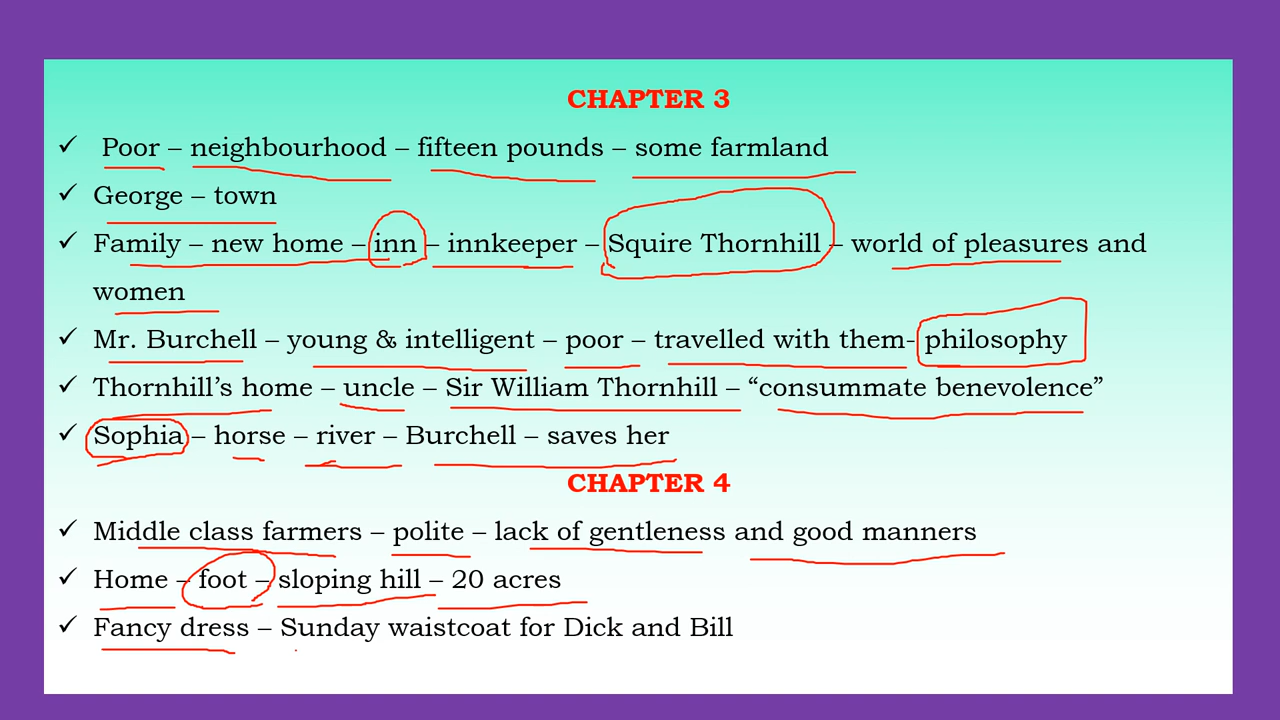 CHAPTER 3
✓ Poor – neighbourhood – fifteen pounds – some farmland
✓ George – town
✓ Family – new home – inn – innkeeper – Squire Thornhill – world of pleasures and
women
✓ Mr. Burchell – young & intelligent – poor – travelled with them- philosophy
✓ Thornhill’s home – uncle – Sir William Thornhill – “consummate benevolence”
✓ Sophia – horse – river – Burchell – saves her
CHAPTER 4
✓ Middle class farmers – polite – lack of gentleness and good manners
✓ Home – foot – sloping hill – 20 acres
✓ Fancy dress – Sunday waistcoat for Dick and Bill